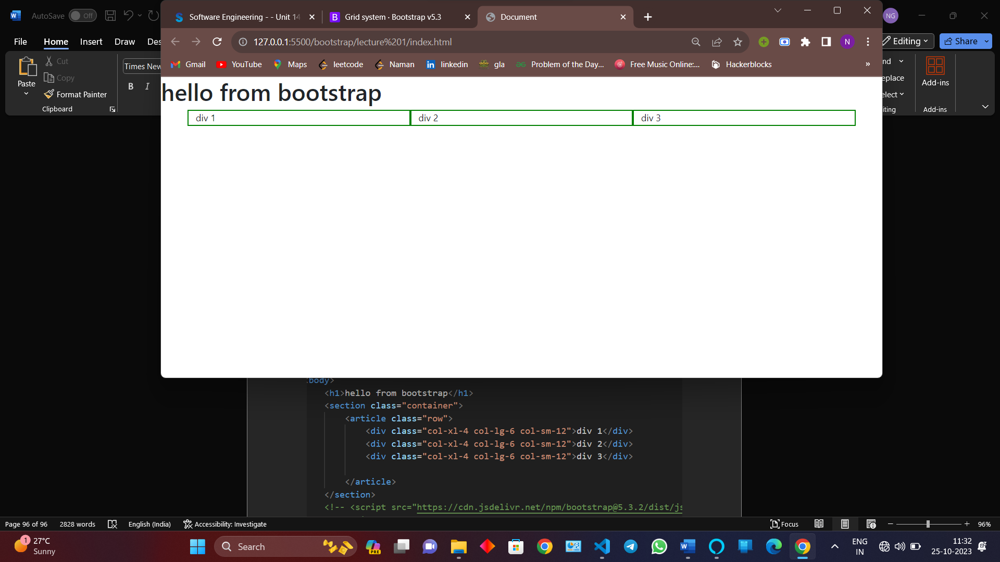 AutoSave Off
NG
File Home Insert Draw Des
Editing Share
Paste
Cut
Copy
Format Painter
Clipboard
Times New
B I
nd
eplace
elect
iting
Add-ins
Add-ins
Software Engineering - - Unit 14
Grid system · Bootstrap v5.3
Document
127.0.0.1:5500/bootstrap/lecture%201/index.html
N
Gmail YouTube Maps leetcode Naman linkedin gla Problem of the Day... Free Music Online:... Hackerblocks »
hello from bootstrap
div 1 div 2 div 3
body>
<h1>hello from bootstrap</h1>
<section class="container">
<article class="row">
<div class="col-xl-4 col-lg-6 col-sm-12">div 1</div>
<div class="col-xl-4 col-lg-6 col-sm-12">div 2</div>
<div class="col-xl-4 col-lg-6 col-sm-12">div 3</div>
</article>
</section>
<!-- <script src="https://cdn.jsdelivr.net/npm/bootstrap@5.3.2/dist/js
Page 96 of 96 2828 words English (India) Accessibility: Investigate Focus 96%
1
27°C
Sunny
Search
PRE
ENG
IN
11:32
25-10-2023